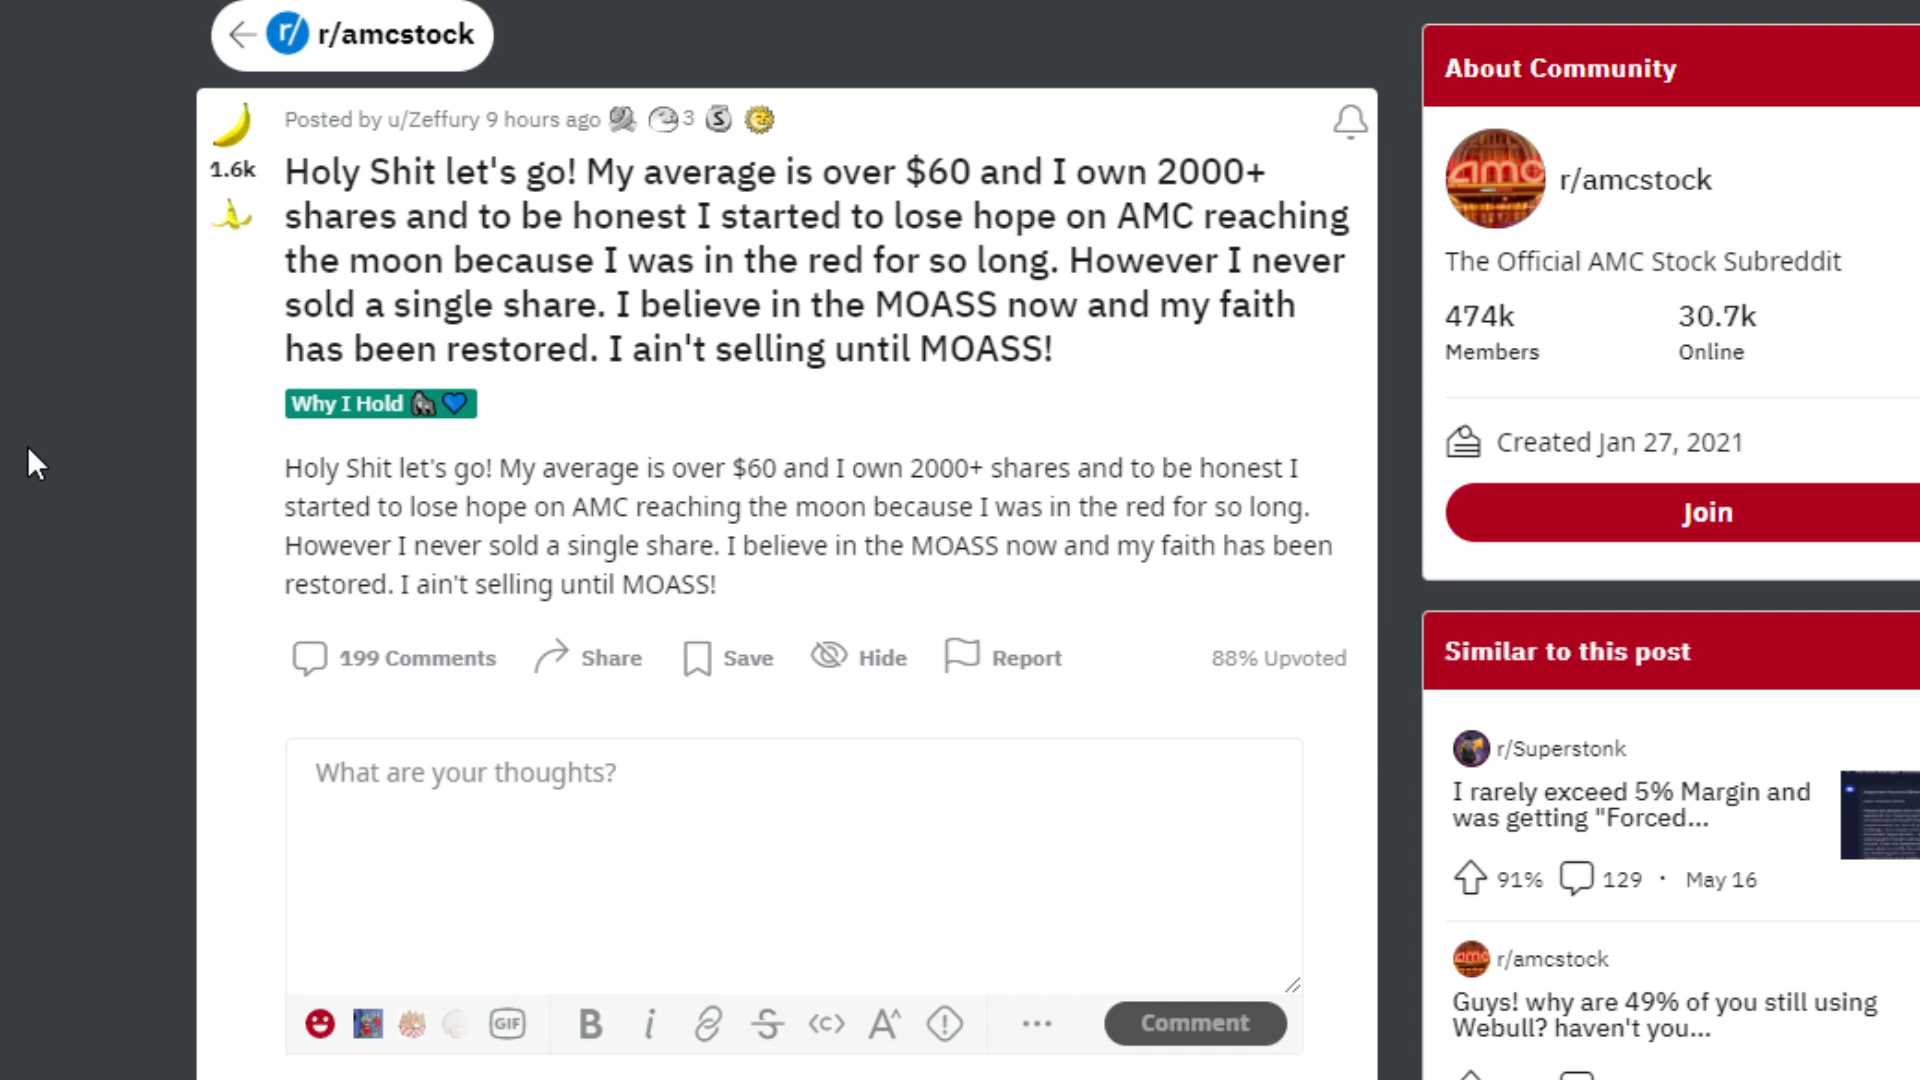 r/ r/amcstock
Posted by u/Zeffury 9 hours ago 3 S
1.6k
Holy Shit let's go! My average is over $60 and I own 2000+
shares and to be honest I started to lose hope on AMC reaching
the moon because I was in the red for so long. However I never
sold a single share. I believe in the MOASS now and my faith
has been restored. I ain't selling until MOASS!
Why I Hold 🦍💙
Holy Shit let's go! My average is over $60 and I own 2000+ shares and to be honest I
started to lose hope on AMC reaching the moon because I was in the red for so long.
However I never sold a single share. I believe in the MOASS now and my faith has been
restored. I ain't selling until MOASS!
199 Comments Share Save Hide Report 88% Upvoted
What are your thoughts?
GIF B i <c> A^ ... Comment
About Community
amc r/amcstock
The Official AMC Stock Subreddit
474k 30.7k
Members Online
Created Jan 27, 2021
Join
Similar to this post
r/Superstonk
I rarely exceed 5% Margin and
was getting "Forced...
91% 129 · May 16
amc r/amcstock
Guys! why are 49% of you still using
Webull? haven't you...